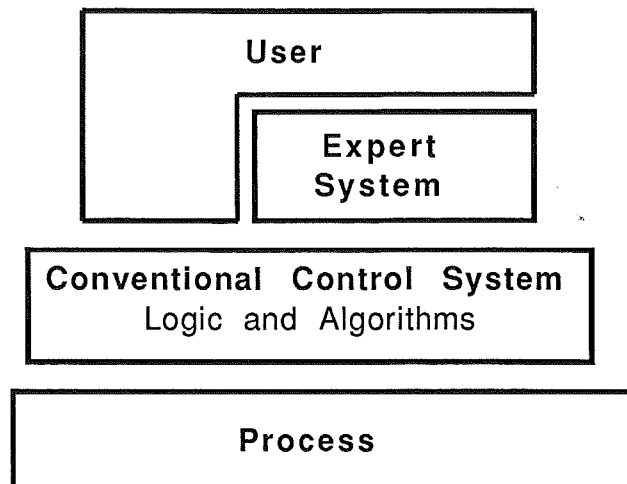 User
Expert
System
Conventional Control System
Logic and Algorithms
Process